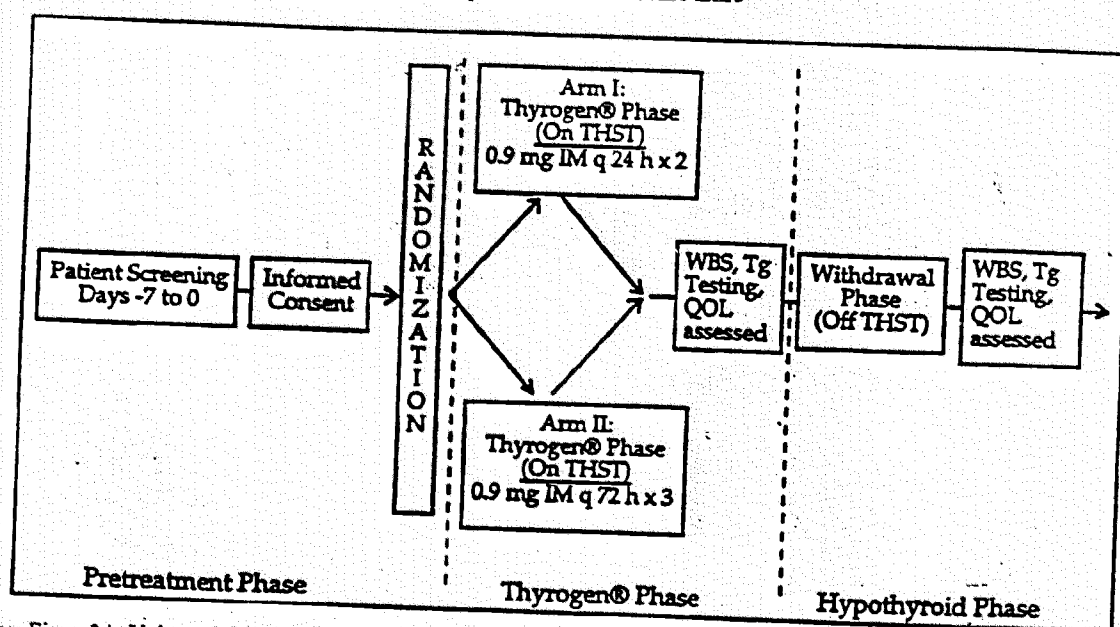 Patient Screening
Days -7 to 0
Informed
Consent
RANDOMIZATION
Arm I:
Thyrogen® Phase
(On THST)
0.9 mg IM q 24 h x 2
Arm II:
Thyrogen® Phase
(On THST)
0.9 mg IM q 72 h x 3
WBS, Tg
Testing,
QOL
assessed
Withdrawal
Phase
(Off THST)
WBS, Tg
Testing,
QOL
assessed
Pretreatment Phase
Thyrogen® Phase
Hypothyroid Phase